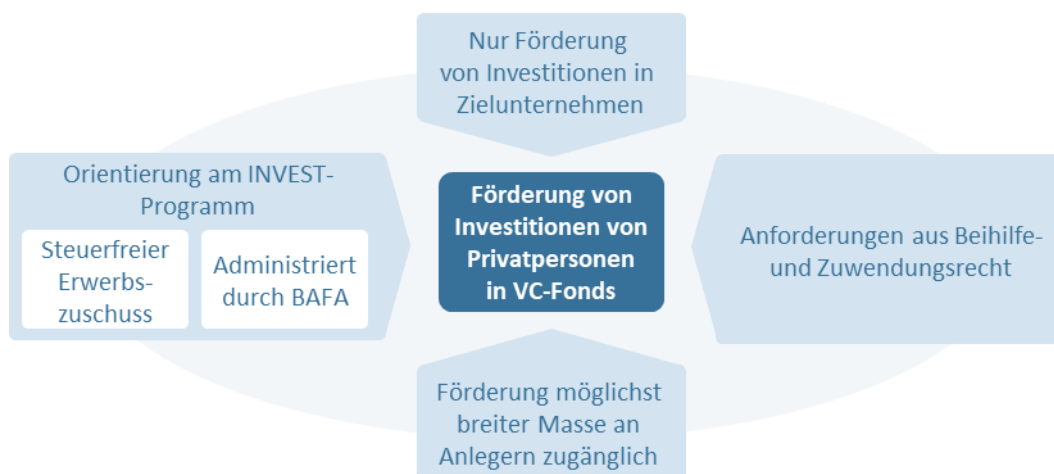 Nur Förderung
von Investitionen in
Zielunternehmen
Orientierung am INVEST-
Programm
Steuerfreier
Erwerbs-
zuschuss
Administriert
durch BAFA
Förderung von
Investitionen von
Privatpersonen
in VC-Fonds
Anforderungen aus Beihilfe-
und Zuwendungsrecht
Förderung möglichst
breiter Masse an
Anlegern zugänglich